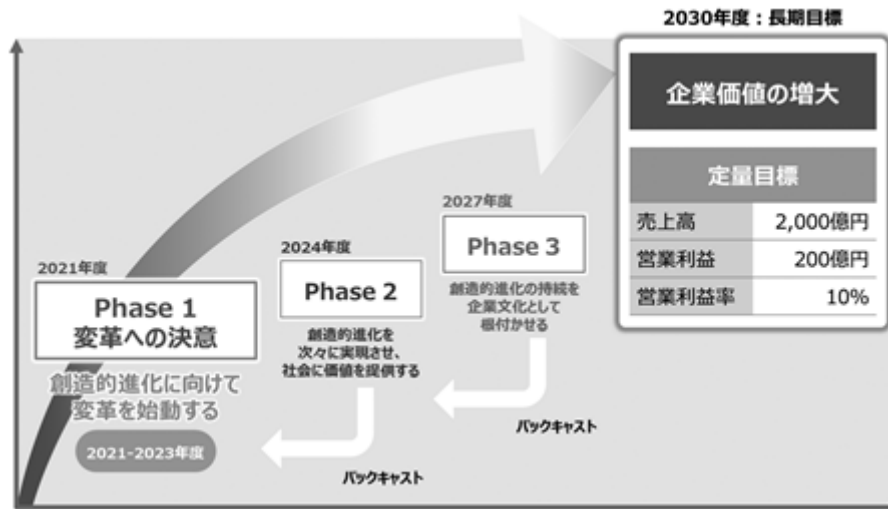 2030年度：長期目標
企業価値の増大
定量目標
売上高 2,000億円
営業利益 200億円
営業利益率 10%
2027年度
Phase 3
創造的進化の持続を
企業文化として
根付かせる
2024年度
Phase 2
創造的進化を
次々に実現させ、
社会に価値を提供する
2021年度
Phase 1
変革への決意
創造的進化に向けて
変革を始動する
2021-2023年度
バックキャスト
バックキャスト